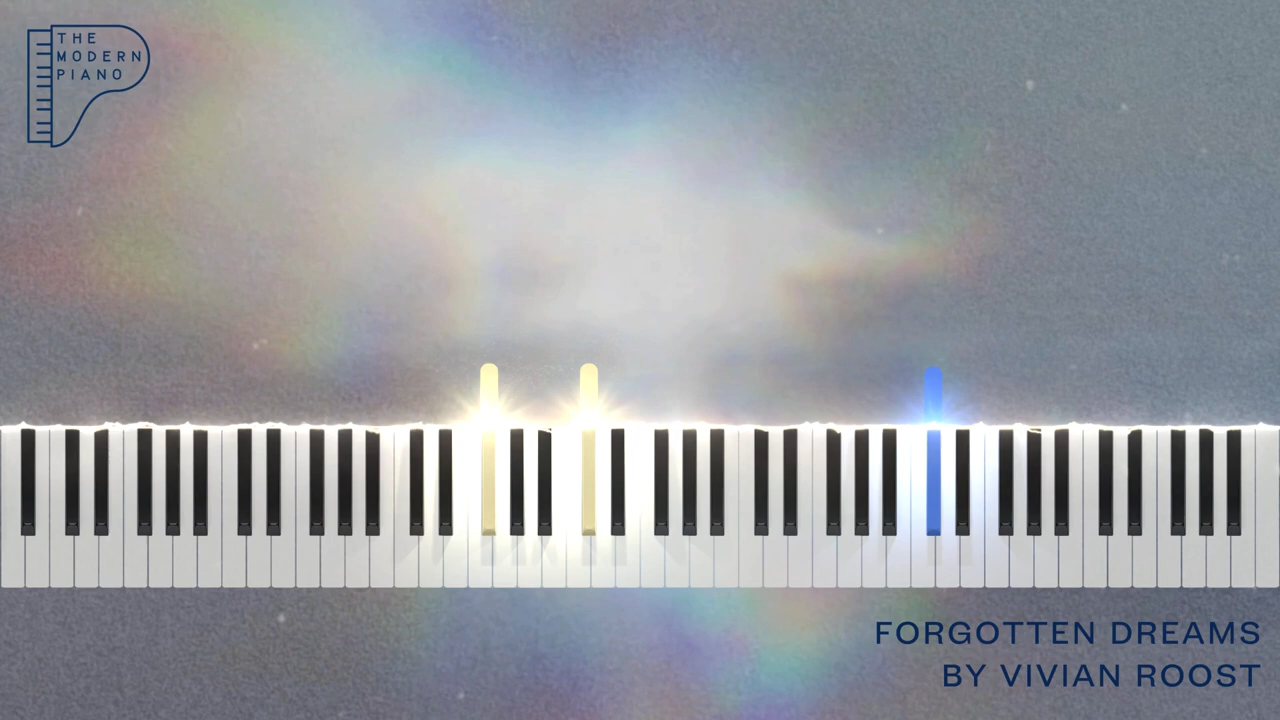 THE
MODERN
PIANO
FORGOTTEN DREAMS
BY VIVIAN ROOST